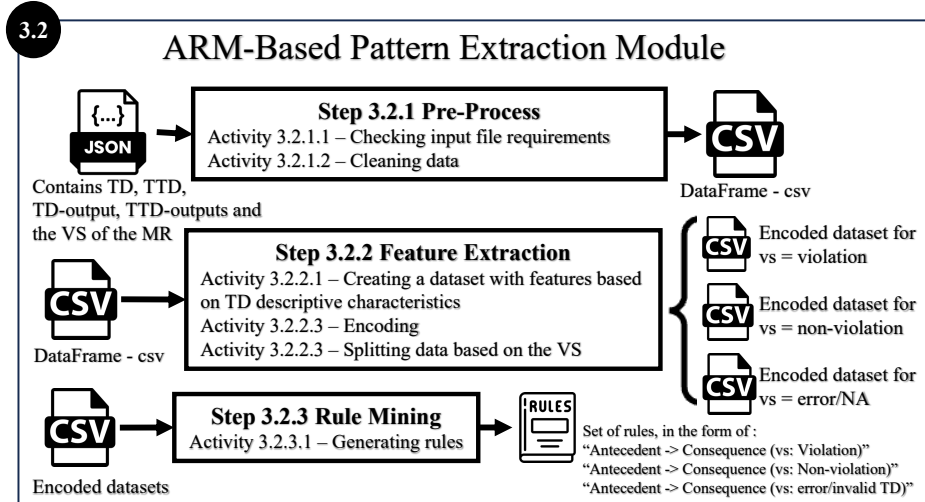 3.2
ARM-Based Pattern Extraction Module
{...}
JSON
Contains TD, TTD,
TD-output, TTD-outputs and
the VS of the MR
Step 3.2.1 Pre-Process
Activity 3.2.1.1 – Checking input file requirements
Activity 3.2.1.2 – Cleaning data
CSV
DataFrame - csv
CSV
DataFrame - csv
Step 3.2.2 Feature Extraction
Activity 3.2.2.1 – Creating a dataset with features based
on TD descriptive characteristics
Activity 3.2.2.3 – Encoding
Activity 3.2.2.3 – Splitting data based on the VS
CSV
Encoded dataset for
vs = violation
CSV
Encoded dataset for
vs = non-violation
CSV
Encoded dataset for
vs = error/NA
CSV
Encoded datasets
Step 3.2.3 Rule Mining
Activity 3.2.3.1 – Generating rules
RULES
Set of rules, in the form of :
“Antecedent -> Consequence (vs: Violation)”
“Antecedent -> Consequence (vs: Non-violation)”
“Antecedent -> Consequence (vs: error/invalid TD)”